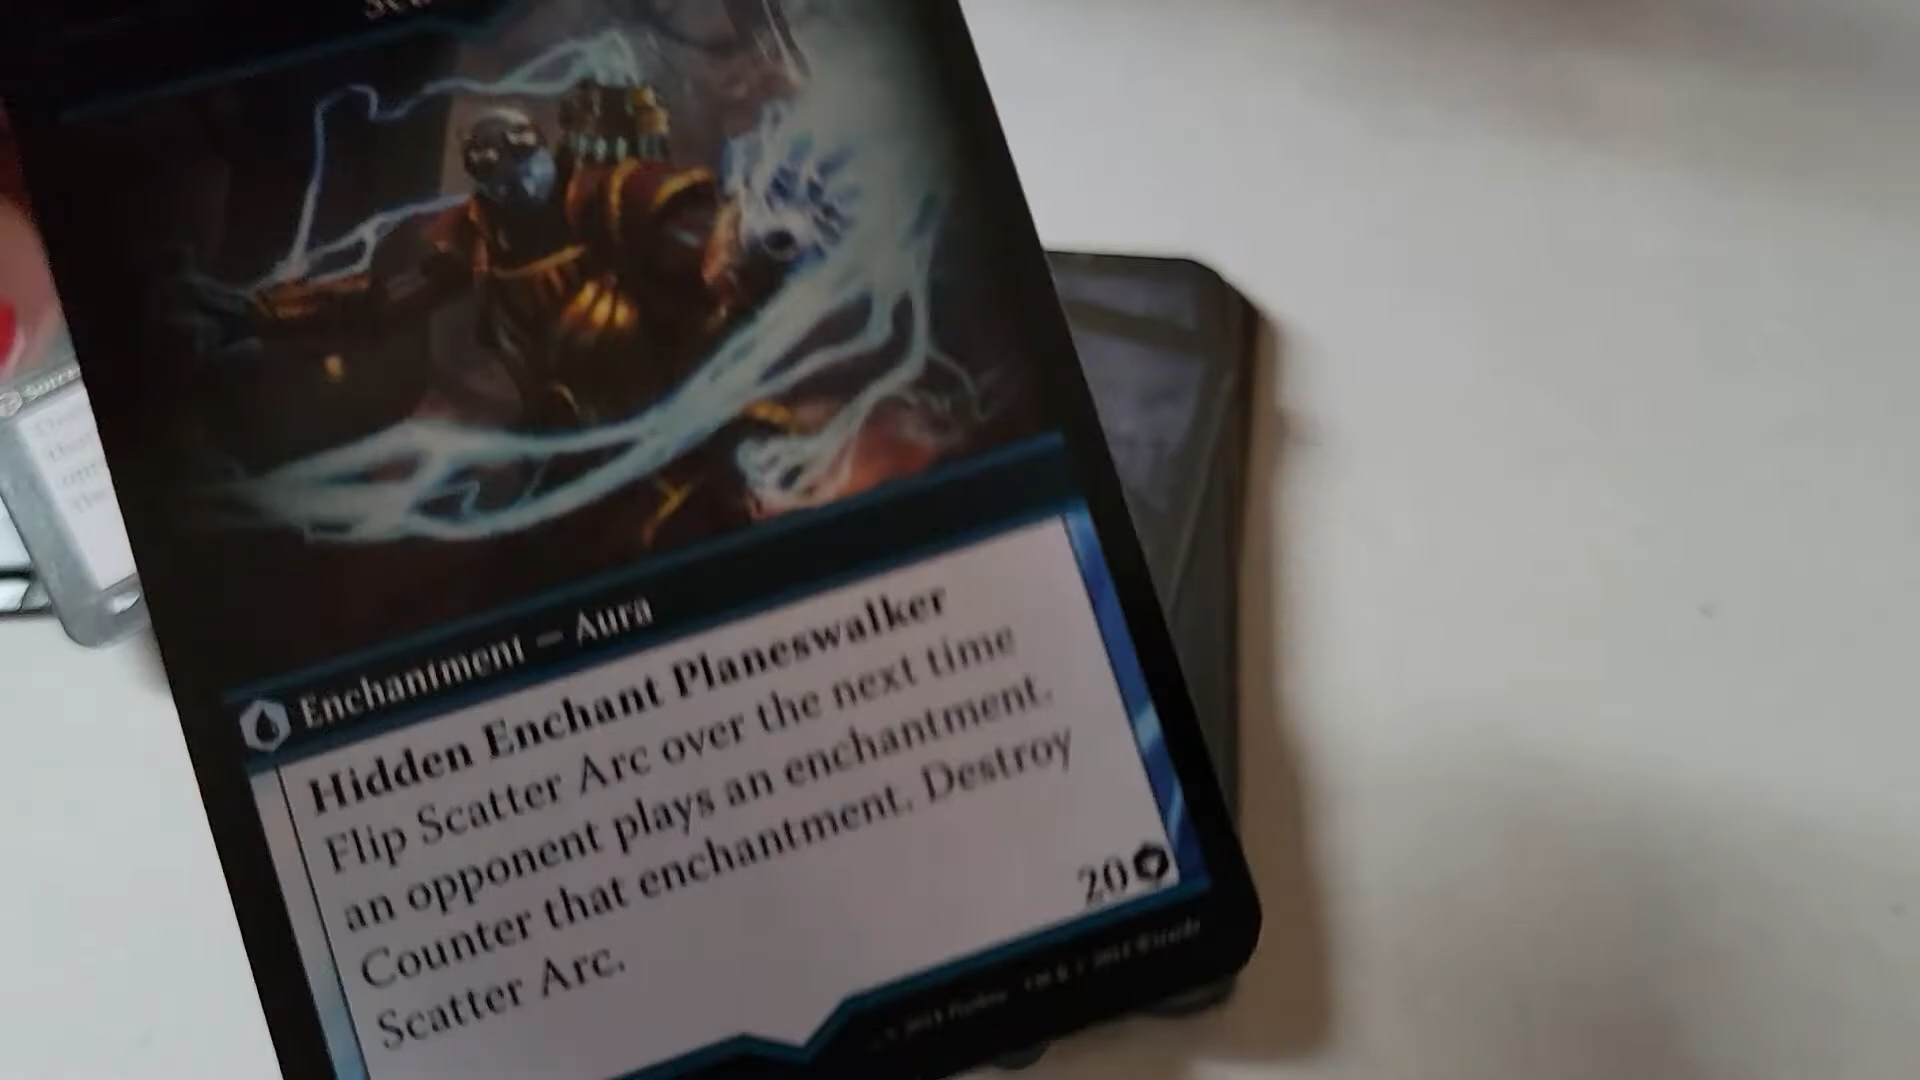 Enchantment — Aura
Hidden Enchant Planeswalker
Flip Scatter Arc over the next time
an opponent plays an enchantment.
Counter that enchantment. Destroy
Scatter Arc.
20